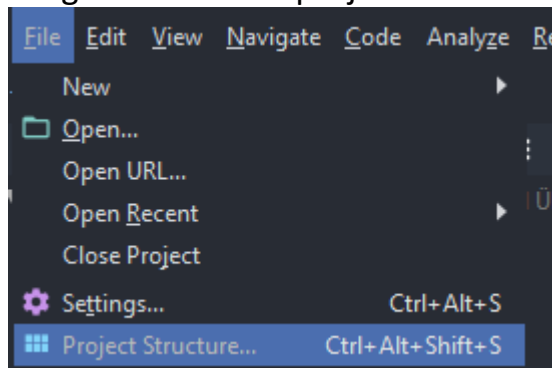 File Edit View Navigate Code Analyze
New
Open...
Open URL...
Open Recent
Ü
Close Project
Settings... Ctrl+Alt+S
Project Structure... Ctrl+Alt+Shift+S